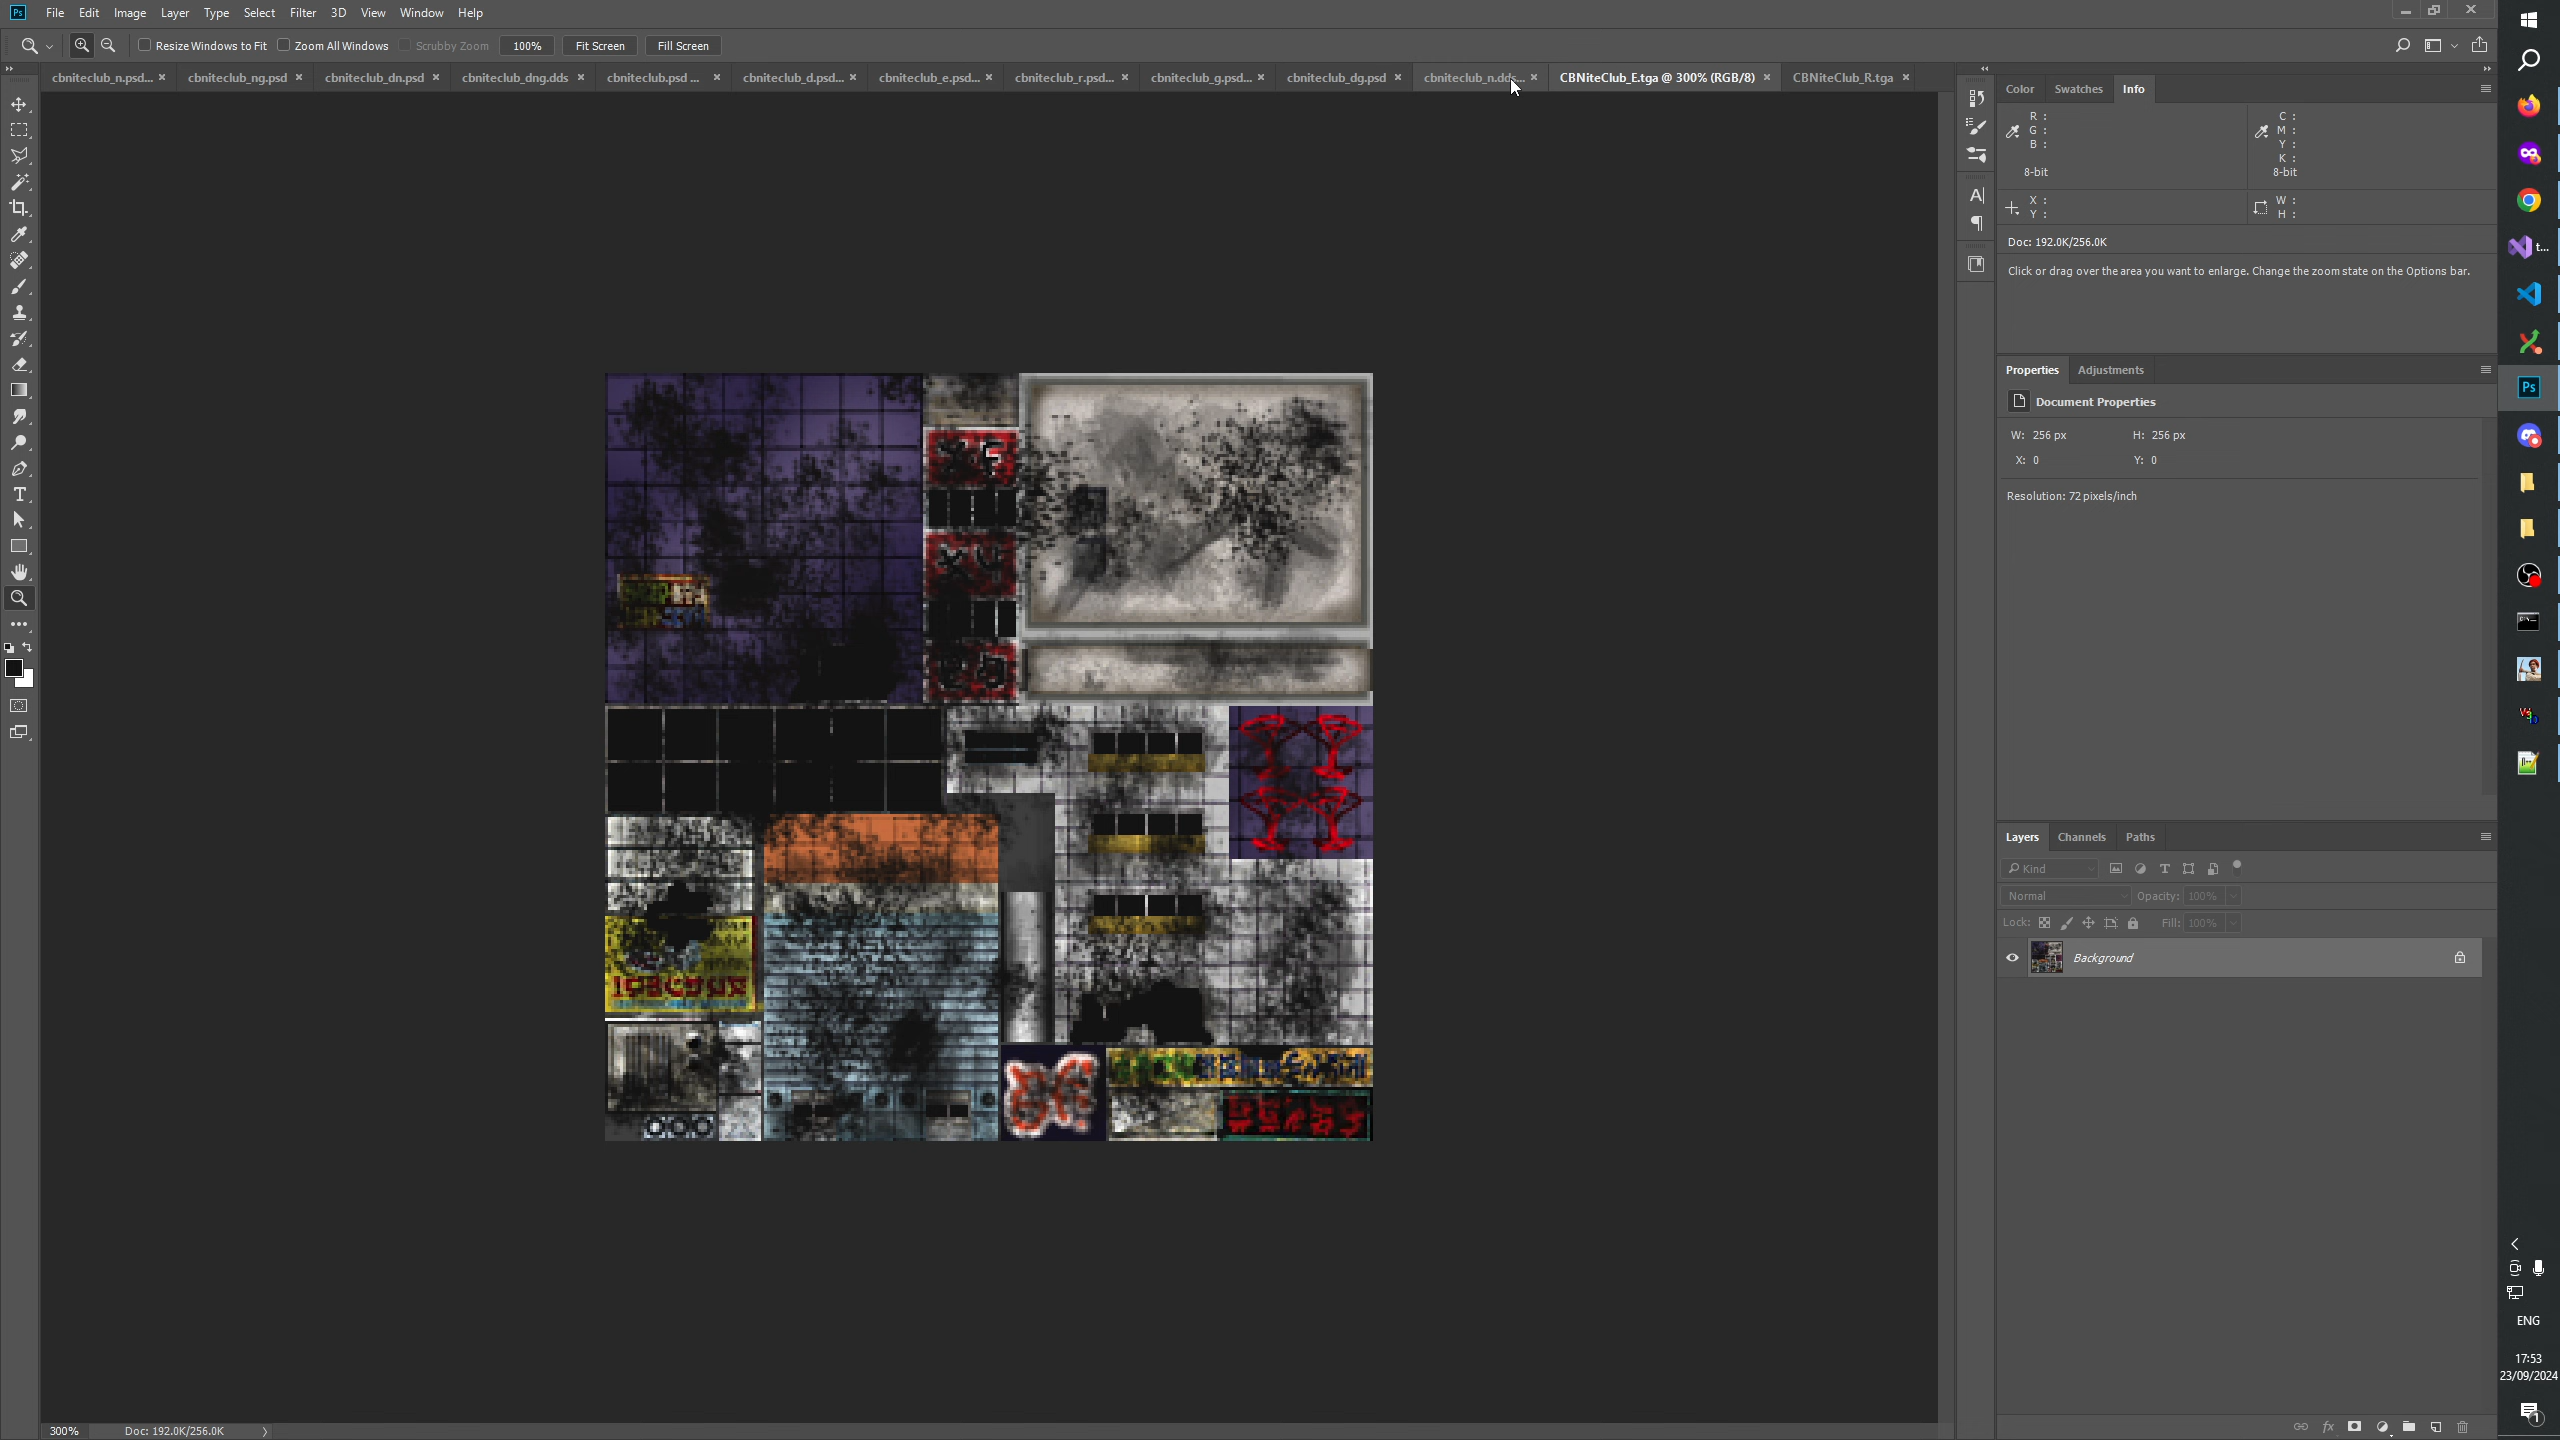 File Edit Image Layer Type Select Filter 3D View Window Help
Resize Windows to Fit Zoom All Windows Scrubby Zoom 100% Fit Screen Fill Screen
cbniteclub_n.psd... cbniteclub_ng.psd cbniteclub_dn.psd cbniteclub_dng.dds cbniteclub.psd ... cbniteclub_d.psd... cbniteclub_e.psd... cbniteclub_r.psd... cbniteclub_g.psd... cbniteclub_dg.psd cbniteclub_n.dds... CBNiteClub_E.tga @ 300% (RGB/8) CBNiteClub_R.tga
Color Swatches Info
R : C :
G : M :
B : Y :
K :
8-bit 8-bit
X : W :
Y : H :
Doc: 192.0K/256.0K
Click or drag over the area you want to enlarge. Change the zoom state on the Options bar.
Properties Adjustments
Document Properties
W: 256 px H: 256 px
X: 0 Y: 0
Resolution: 72 pixels/inch
Layers Channels Paths
Kind
Normal Opacity: 100%
Lock: Fill: 100%
Background
300% Doc: 192.0K/256.0K
Ps
t...
Ps
ENG
17:53
23/09/2024
1